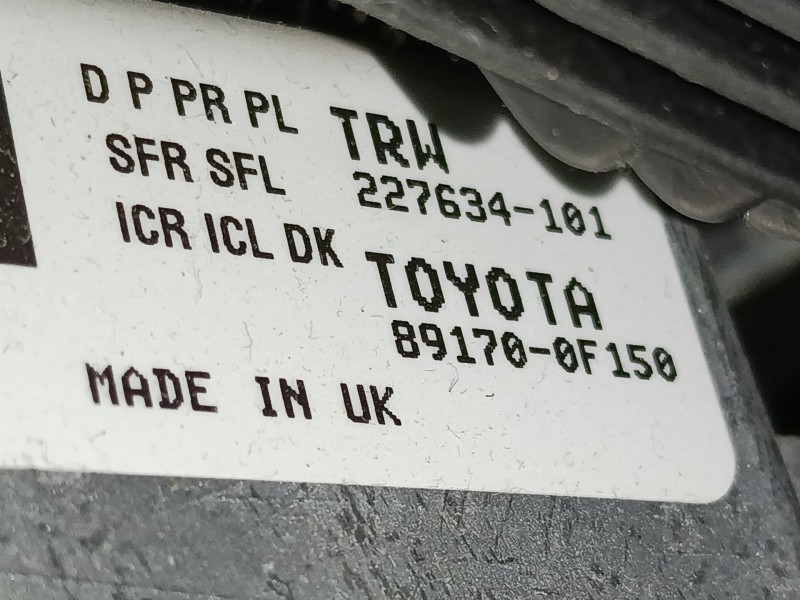 D P PR PL
SFR SFL
ICR ICL DK
TRW
227634-101
TOYOTA
89170-0F150
MADE IN UK